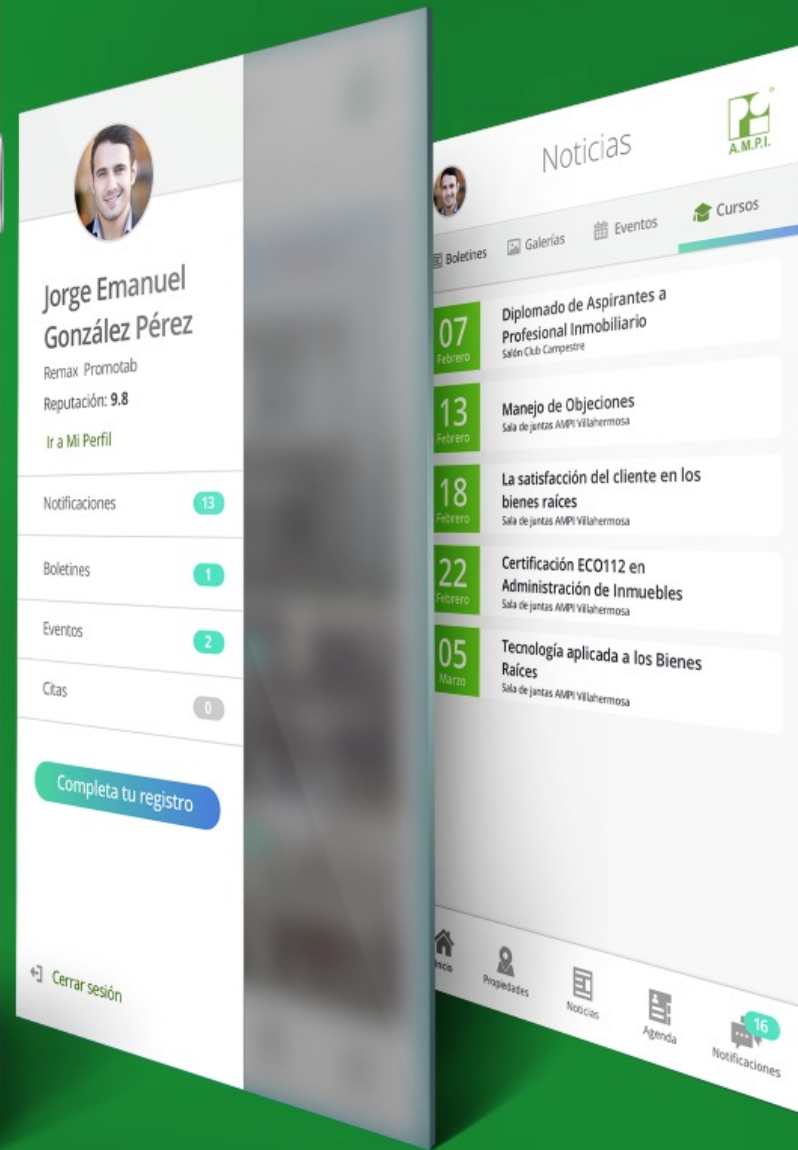 Jorge Emanuel
González Pérez
Remax Promotab
Reputación: 9.8
Ir a Mi Perfil
Notificaciones 13
Boletines 1
Eventos 2
Citas 0
Completa tu registro
Cerrar sesión
Noticias
A.M.P.I.
Boletines Galerías Eventos Cursos
07
Febrero
Diplomado de Aspirantes a
Profesional Inmobiliario
Salón Club Campestre
13
Febrero
Manejo de Objeciones
Sala de juntas AMPI Villahermosa
18
Febrero
La satisfacción del cliente en los
bienes raíces
Sala de juntas AMPI Villahermosa
22
Febrero
Certificación ECO112 en
Administración de Inmuebles
Sala de juntas AMPI Villahermosa
05
Marzo
Tecnología aplicada a los Bienes
Raíces
Sala de juntas AMPI Villahermosa
16
Inicio Propiedades Noticias Agenda Notificaciones